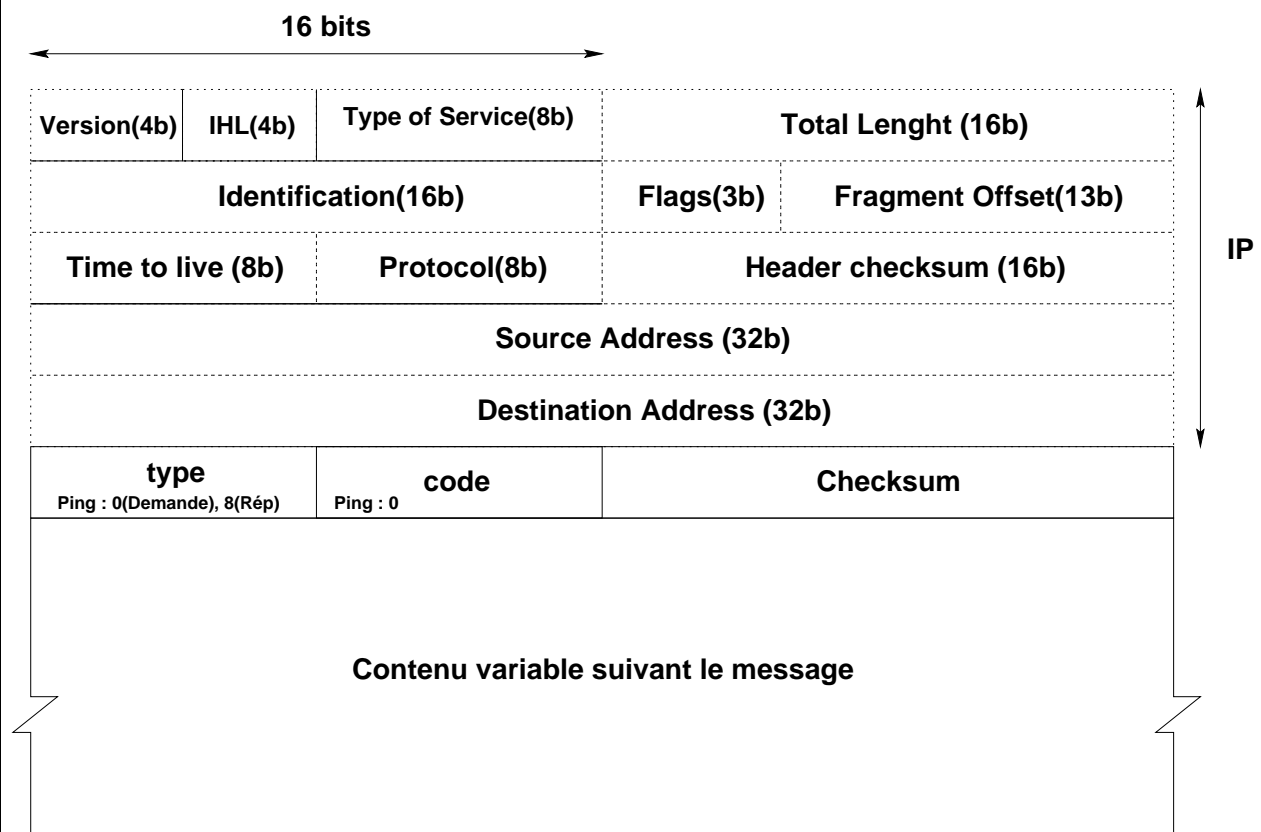 16 bits
Version(4b) IHL(4b) Type of Service(8b) Total Lenght (16b)
Identification(16b) Flags(3b) Fragment Offset(13b)
IP
Time to live (8b) Protocol(8b) Header checksum (16b)
Source Address (32b)
Destination Address (32b)
type code Checksum
Ping : 0(Demande), 8(Rép) Ping : 0
Contenu variable suivant le message